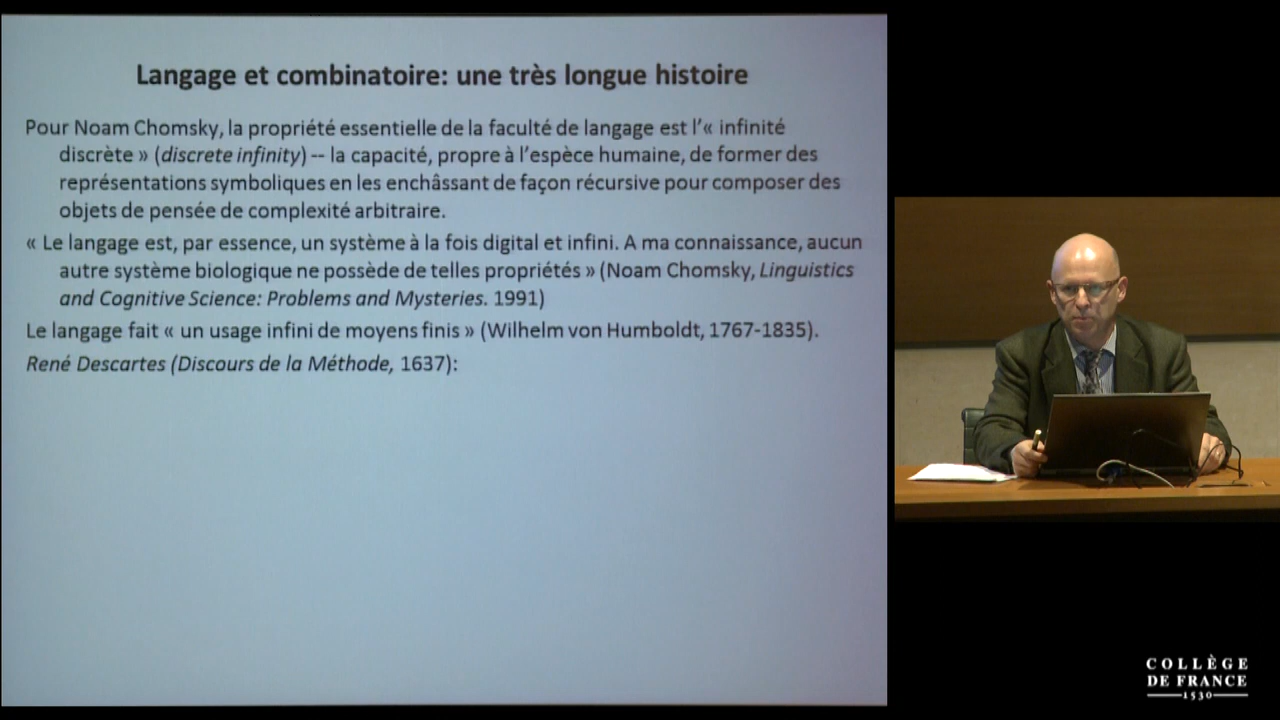 Langage et combinatoire: une très longue histoire
Pour Noam Chomsky, la propriété essentielle de la faculté de langage est l'« infinité
discrète » (discrete infinity) -- la capacité, propre à l'espèce humaine, de former des
représentations symboliques en les enchâssant de façon récursive pour composer des
objets de pensée de complexité arbitraire.
« Le langage est, par essence, un système à la fois digital et infini. A ma connaissance, aucun
autre système biologique ne possède de telles propriétés » (Noam Chomsky, Linguistics
and Cognitive Science: Problems and Mysteries. 1991)
Le langage fait « un usage infini de moyens finis » (Wilhelm von Humboldt, 1767-1835).
René Descartes (Discours de la Méthode, 1637):
COLLÈGE
DE FRANCE
1530